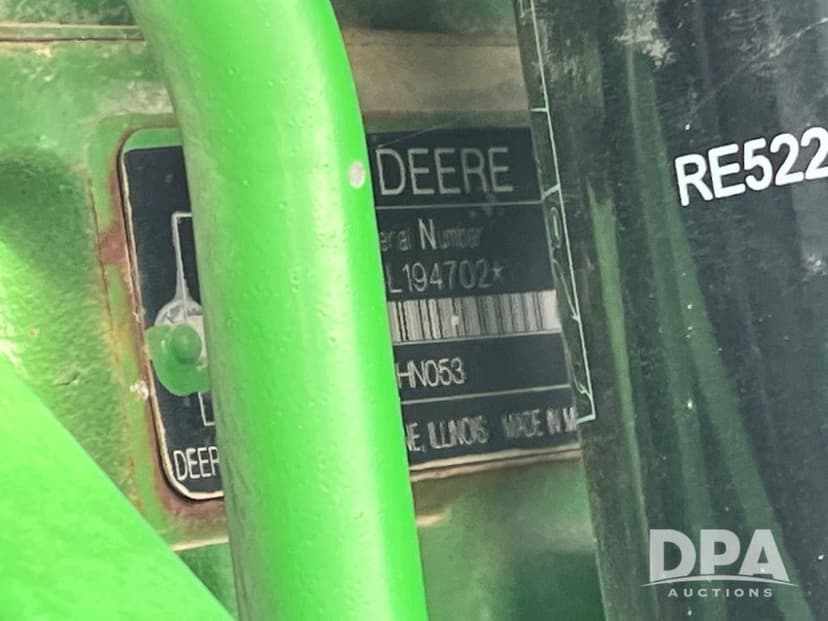 DEERE
erial Number
L194702*
HN053
NE, ILLINOIS MADE IN M
DEER
RE522
DPA
AUCTIONS